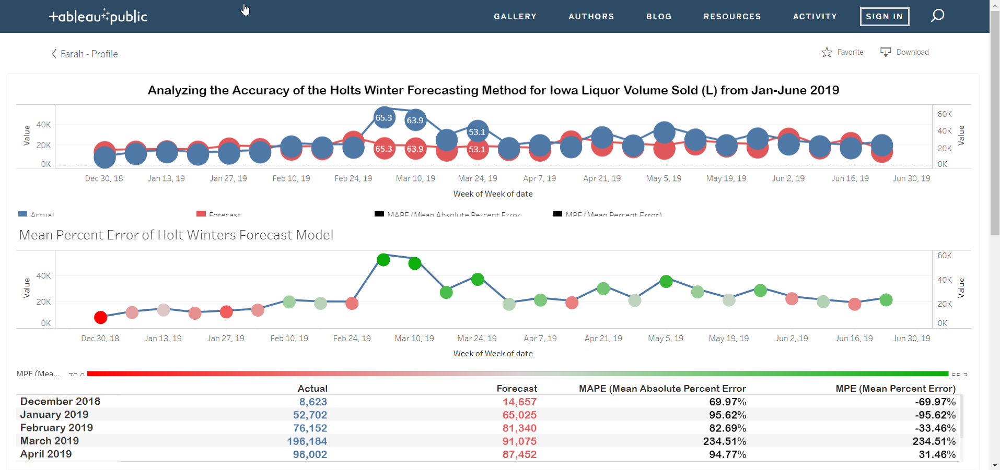 tableau public GALLERY AUTHORS BLOG RESOURCES ACTIVITY SIGN IN
Farah - Profile Favorite Download
Analyzing the Accuracy of the Holts Winter Forecasting Method for Iowa Liquor Volume Sold (L) from Jan-June 2019
Value
40K
20K
0K
65.3 63.9 53.1
65.3 63.9 53.1
60K
40K
20K
0K
Value
Dec 30, 18 Jan 13, 19 Jan 27, 19 Feb 10, 19 Feb 24, 19 Mar 10, 19 Mar 24, 19 Apr 7, 19 Apr 21, 19 May 5, 19 May 19, 19 Jun 2, 19 Jun 16, 19 Jun 30, 19
Week of Week of date
Actual Forecast MAPE (Mean Absolute Percent Error MPE (Mean Percent Error)
Mean Percent Error of Holt Winters Forecast Model
Value
40K
20K
0K
60K
40K
20K
0K
Value
Dec 30, 18 Jan 13, 19 Jan 27, 19 Feb 10, 19 Feb 24, 19 Mar 10, 19 Mar 24, 19 Apr 7, 19 Apr 21, 19 May 5, 19 May 19, 19 Jun 2, 19 Jun 16, 19 Jun 30, 19
Week of Week of date
MPE (Mea... 70.0 65.3
Actual Forecast MAPE (Mean Absolute Percent Error MPE (Mean Percent Error)
December 2018 8,623 14,657 69.97% -69.97%
January 2019 52,702 65,025 95.62% -95.62%
February 2019 76,152 81,340 82.69% -33.46%
March 2019 196,184 91,075 234.51% 234.51%
April 2019 98,002 87,452 94.77% 31.46%